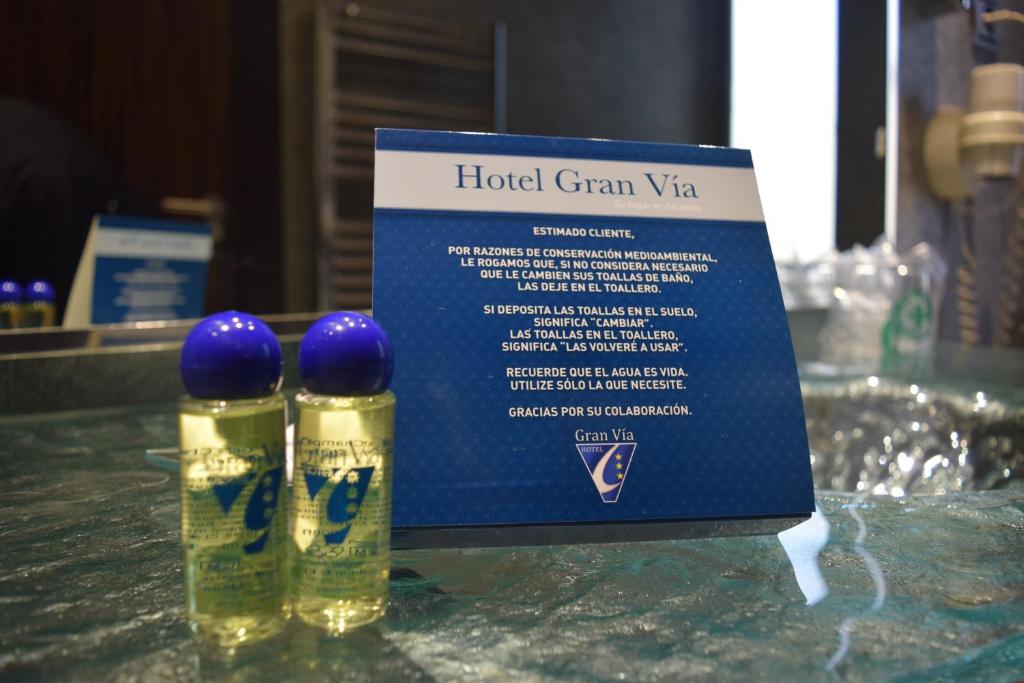 Hotel Gran Vía
Su hogar en Zaragoza
ESTIMADO CLIENTE,
POR RAZONES DE CONSERVACIÓN MEDIOAMBIENTAL,
LE ROGAMOS QUE, SI NO CONSIDERA NECESARIO
QUE LE CAMBIEN SUS TOALLAS DE BAÑO,
LAS DEJE EN EL TOALLERO.
SI DEPOSITA LAS TOALLAS EN EL SUELO,
SIGNIFICA "CAMBIAR".
LAS TOALLAS EN EL TOALLERO,
SIGNIFICA "LAS VOLVERÉ A USAR".
RECUERDE QUE EL AGUA ES VIDA.
UTILIZE SÓLO LA QUE NECESITE.
GRACIAS POR SU COLABORACIÓN.
Gran Vía
HOTEL